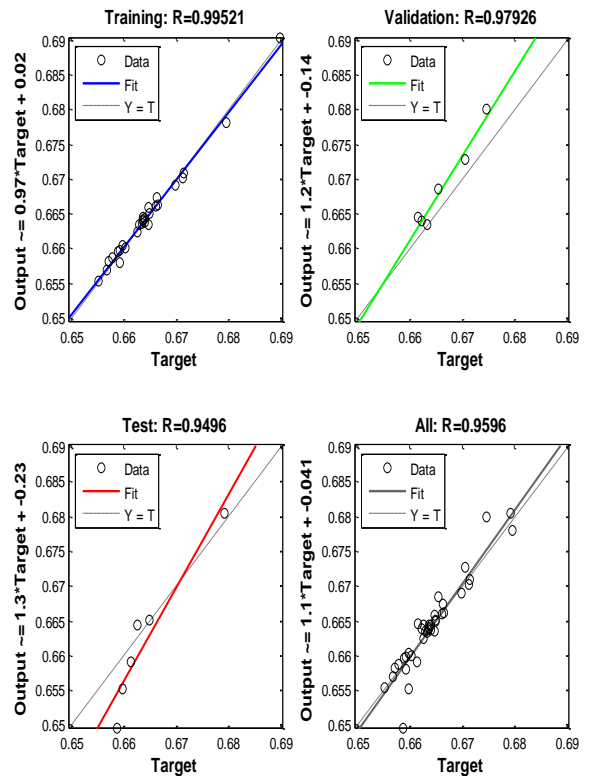 Training: R=0.99521
Output ~= 0.97*Target + 0.02
0.69
0.685
0.68
0.675
0.67
0.665
0.66
0.655
0.65
Data
Fit
Y = T
0.65 0.66 0.67 0.68 0.69
Target
Validation: R=0.97926
Output ~= 1.2*Target + -0.14
0.69
0.685
0.68
0.675
0.67
0.665
0.66
0.655
0.65
Data
Fit
Y = T
0.65 0.66 0.67 0.68 0.69
Target
Test: R=0.9496
Output ~= 1.3*Target + -0.23
0.69
0.685
0.68
0.675
0.67
0.665
0.66
0.655
0.65
Data
Fit
Y = T
0.65 0.66 0.67 0.68 0.69
Target
All: R=0.9596
Output ~= 1.1*Target + -0.041
0.69
0.685
0.68
0.675
0.67
0.665
0.66
0.655
0.65
Data
Fit
Y = T
0.65 0.66 0.67 0.68 0.69
Target